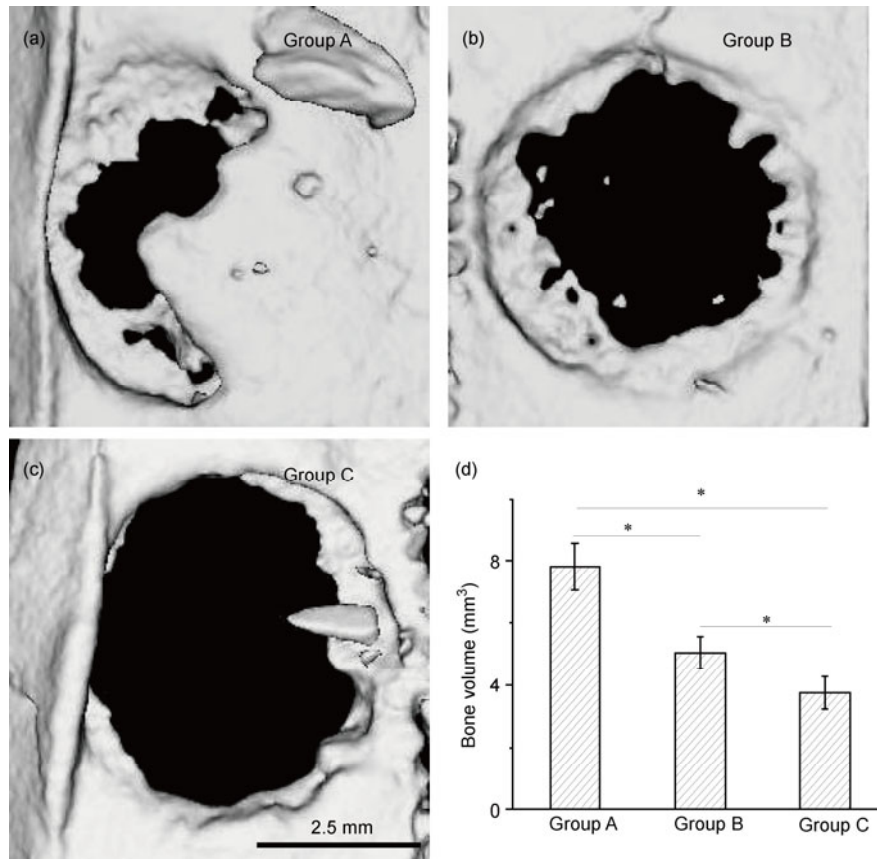 (a)
Group A
(b)
Group B
(c)
Group C
2.5 mm
(d)
*
*
*
8
4
0
Bone volume (mm³)
Group A Group B Group C